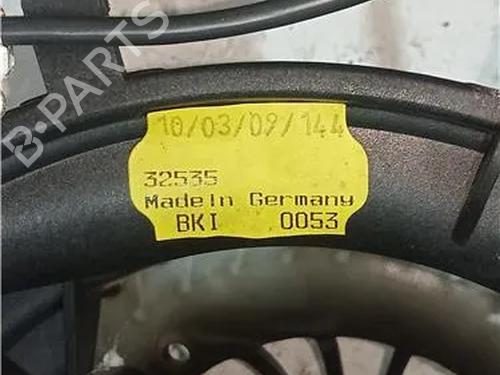 B-PARTS
10/03/09/144
32535
Made In Germany
BKI 0053